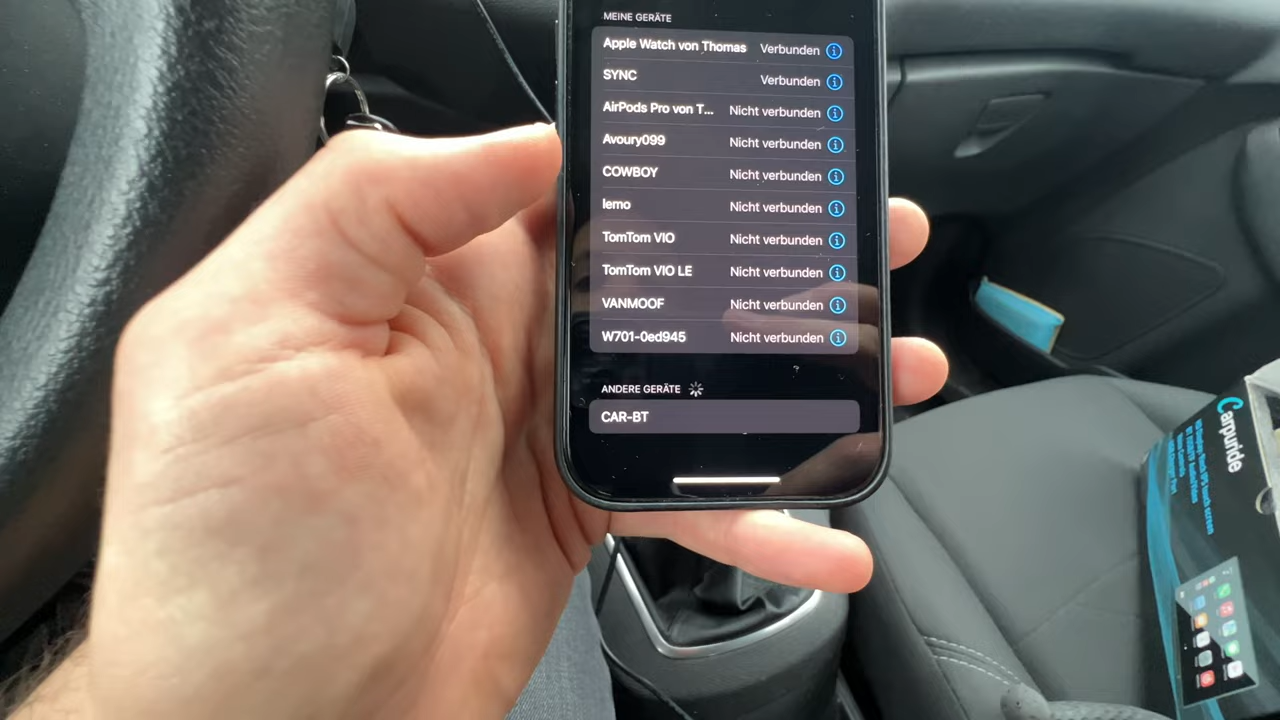 MEINE GERÄTE
Apple Watch von Thomas Verbunden
SYNC Verbunden
AirPods Pro von T... Nicht verbunden
Avoury099 Nicht verbunden
COWBOY Nicht verbunden
lemo Nicht verbunden
TomTom VIO Nicht verbunden
TomTom VIO LE Nicht verbunden
VANMOOF Nicht verbunden
W701-0ed945 Nicht verbunden
ANDERE GERÄTE
CAR-BT
Carpuride